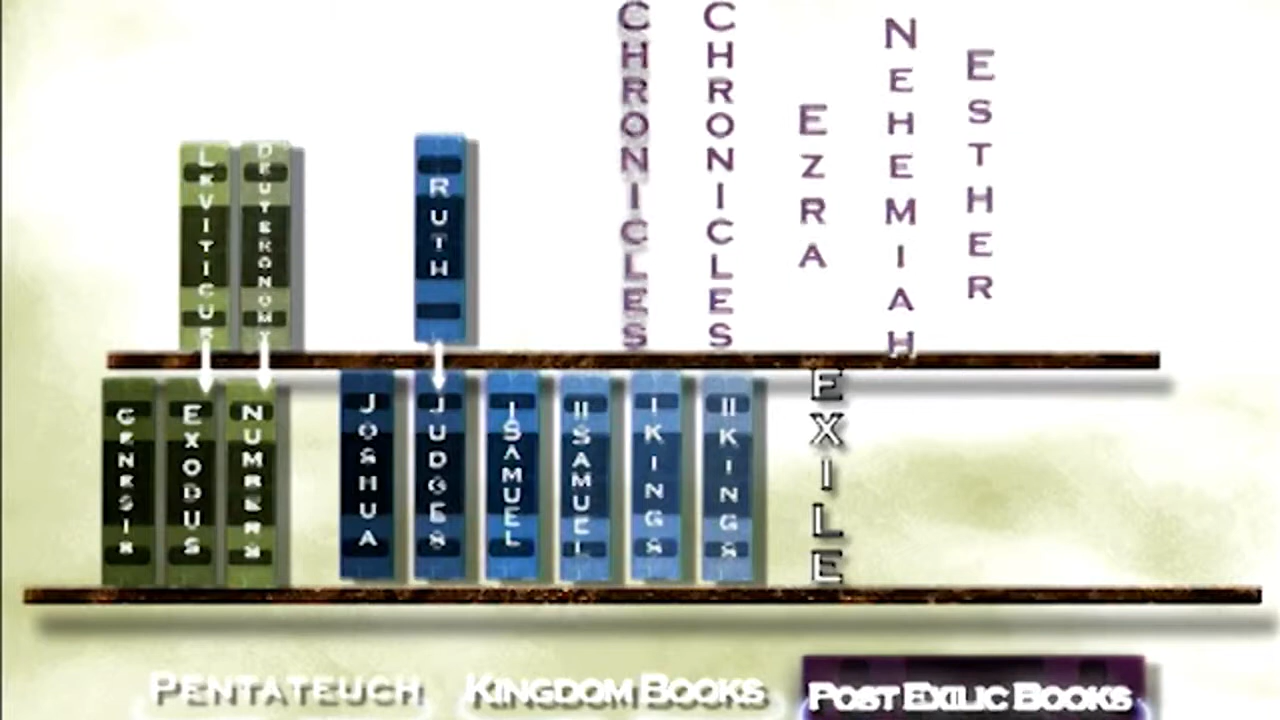 LEVITICUS
DEUTERONOMY
RUTH
CHRONICLES
CHRONICLES
EZRA
NEHEMIAH
ESTHER
GENESIS
EXODUS
NUMBERS
JOSHUA
JUDGES
I SAMUEL
II SAMUEL
I KINGS
II KINGS
EXILE
PENTATEUCH
KINGDOM BOOKS
POST EXILIC BOOKS